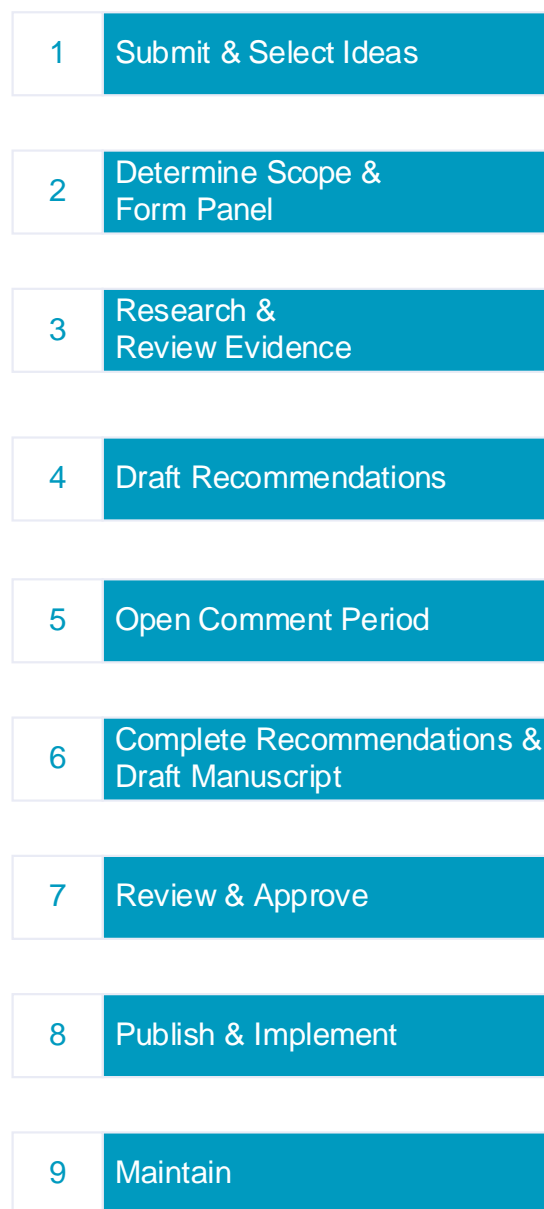 1 Submit & Select Ideas
2 Determine Scope &
Form Panel
3 Research &
Review Evidence
4 Draft Recommendations
5 Open Comment Period
6 Complete Recommendations &
Draft Manuscript
7 Review & Approve
8 Publish & Implement
9 Maintain